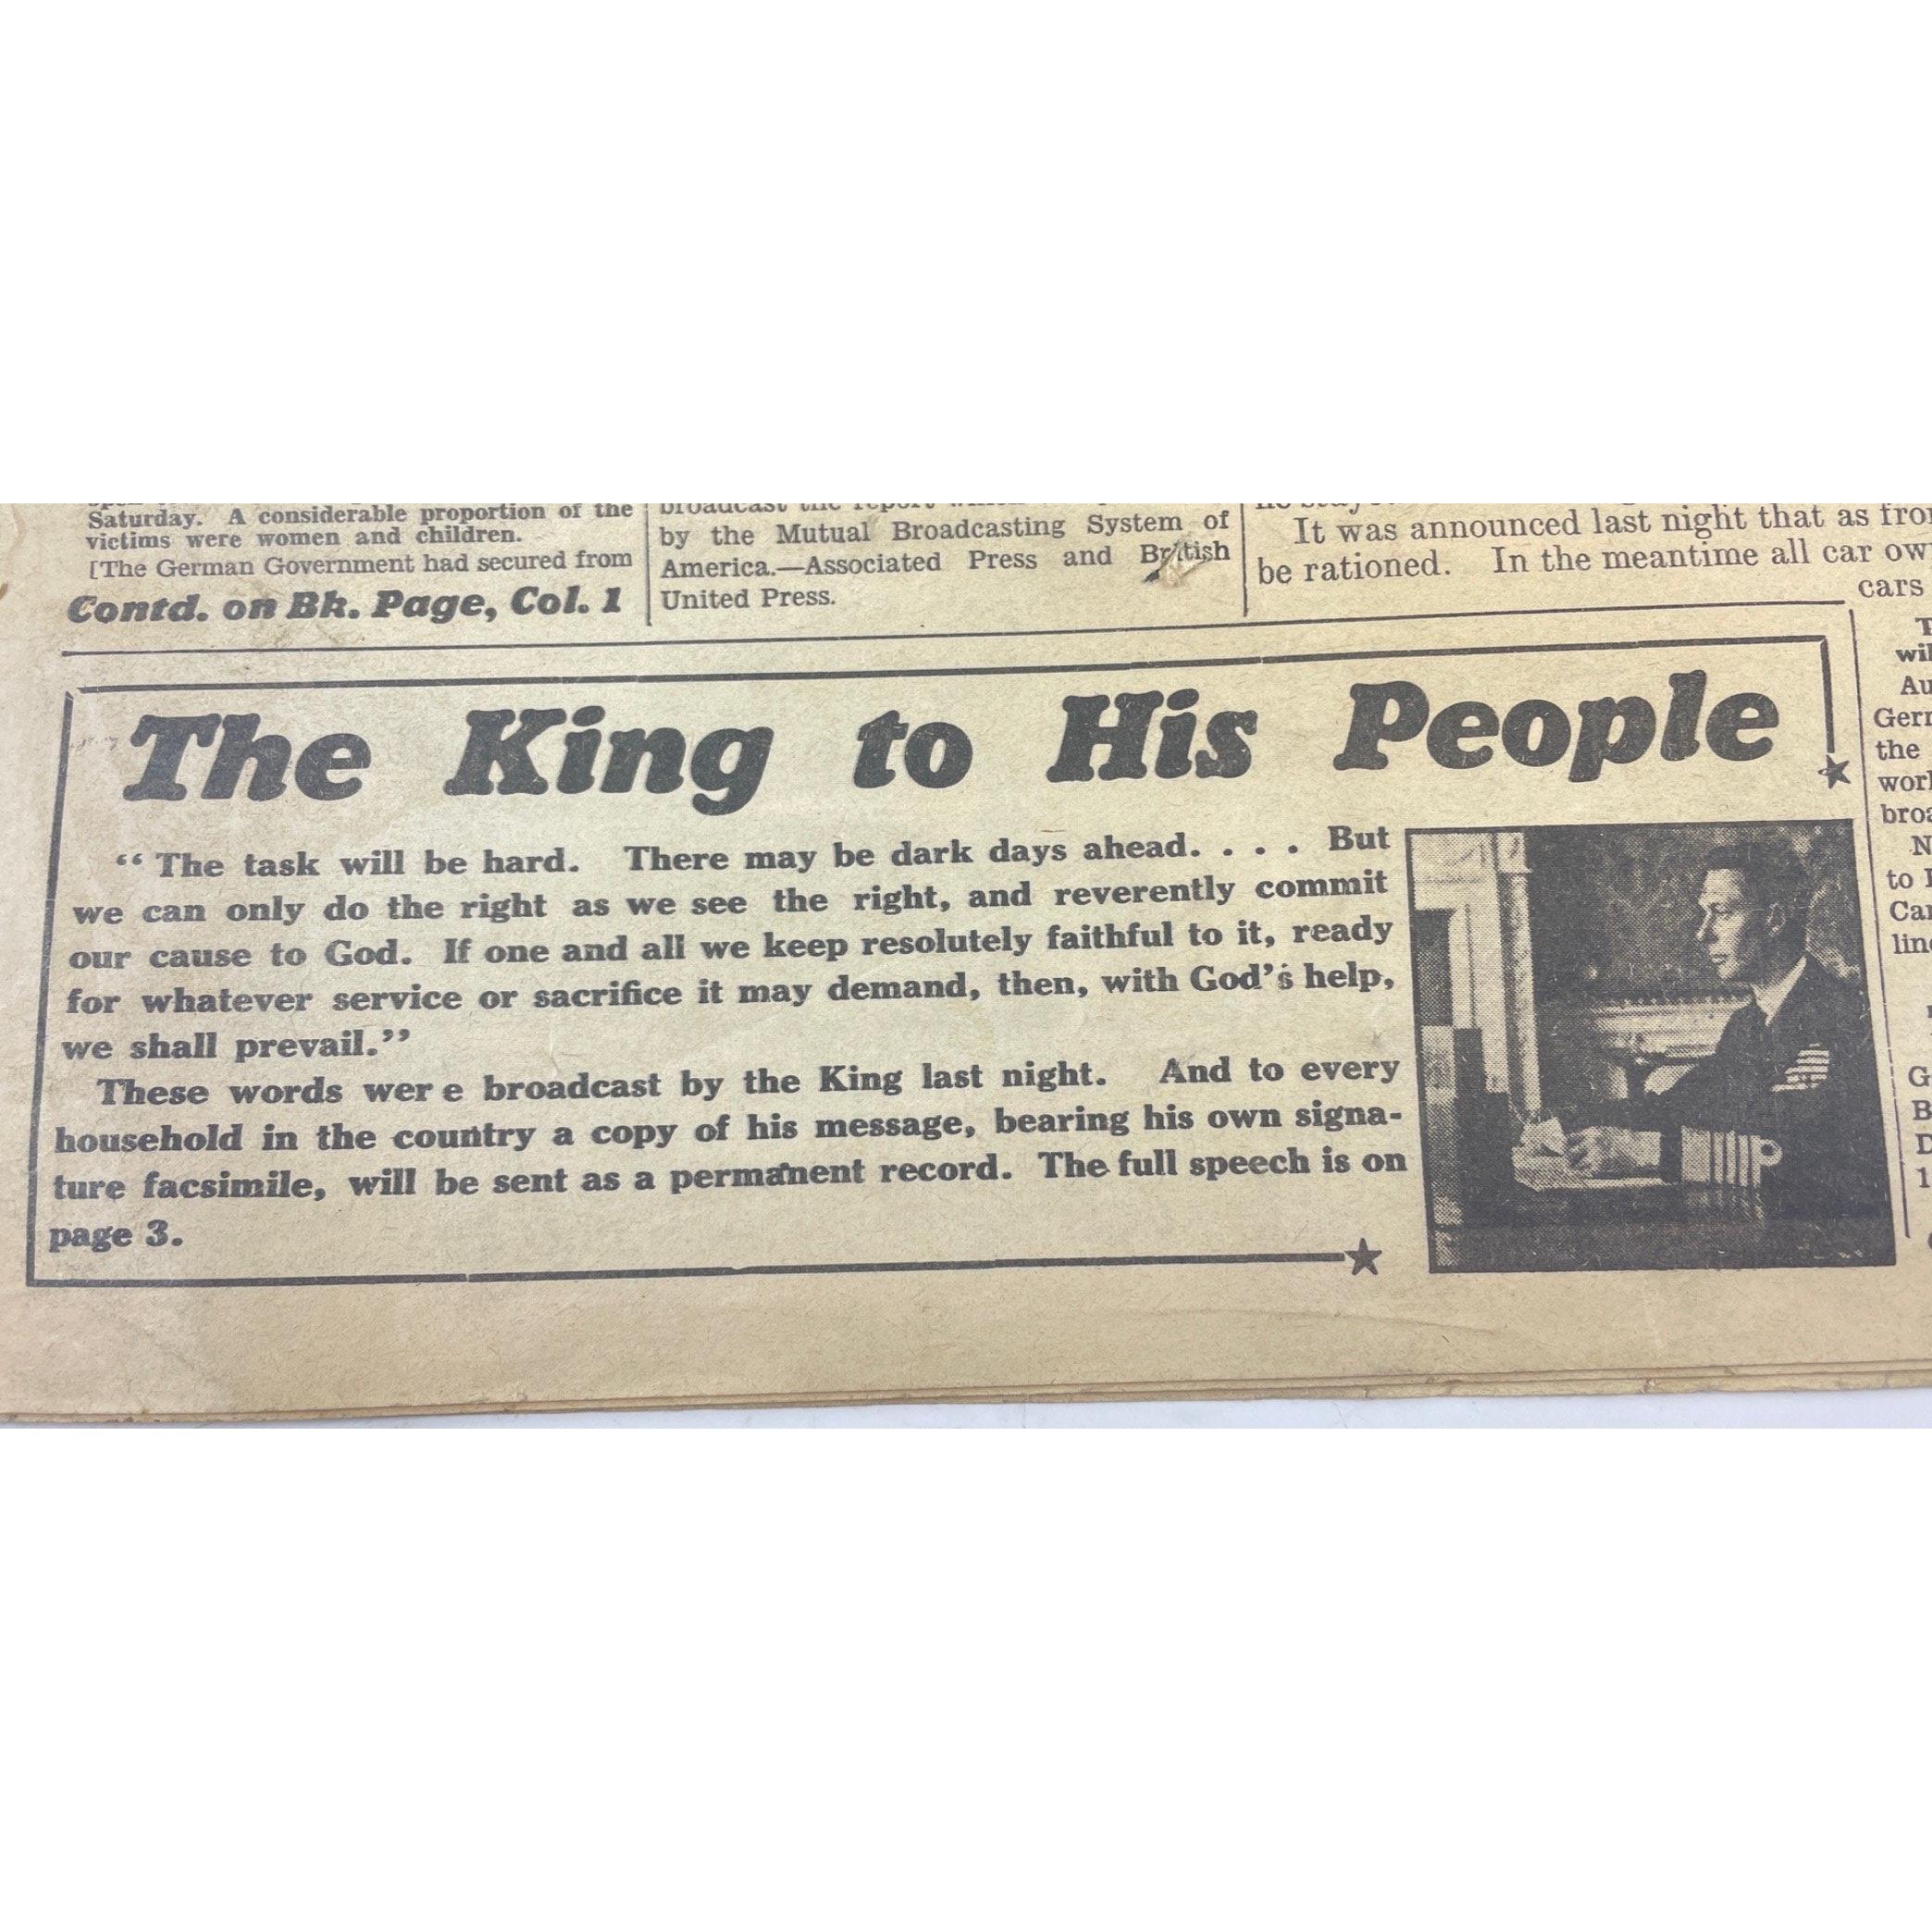 Saturday. A considerable proportion of the
victims were women and children.
[The German Government had secured from
Contd. on Bk. Page, Col. 1
broadcast the report
by the Mutual Broadcasting System of
America.—Associated Press and British
United Press.
It was announced last night that as
be rationed. In the meantime all car
cars
The King to His People
“The task will be hard. There may be dark days ahead. . . . But
we can only do the right as we see the right, and reverently commit
our cause to God. If one and all we keep resolutely faithful to it, ready
for whatever service or sacrifice it may demand, then, with God's help,
we shall prevail.”
These words wer e broadcast by the King last night. And to every
household in the country a copy of his message, bearing his own signa-
ture facsimile, will be sent as a permanent record. The full speech is on
page 3.
the
to